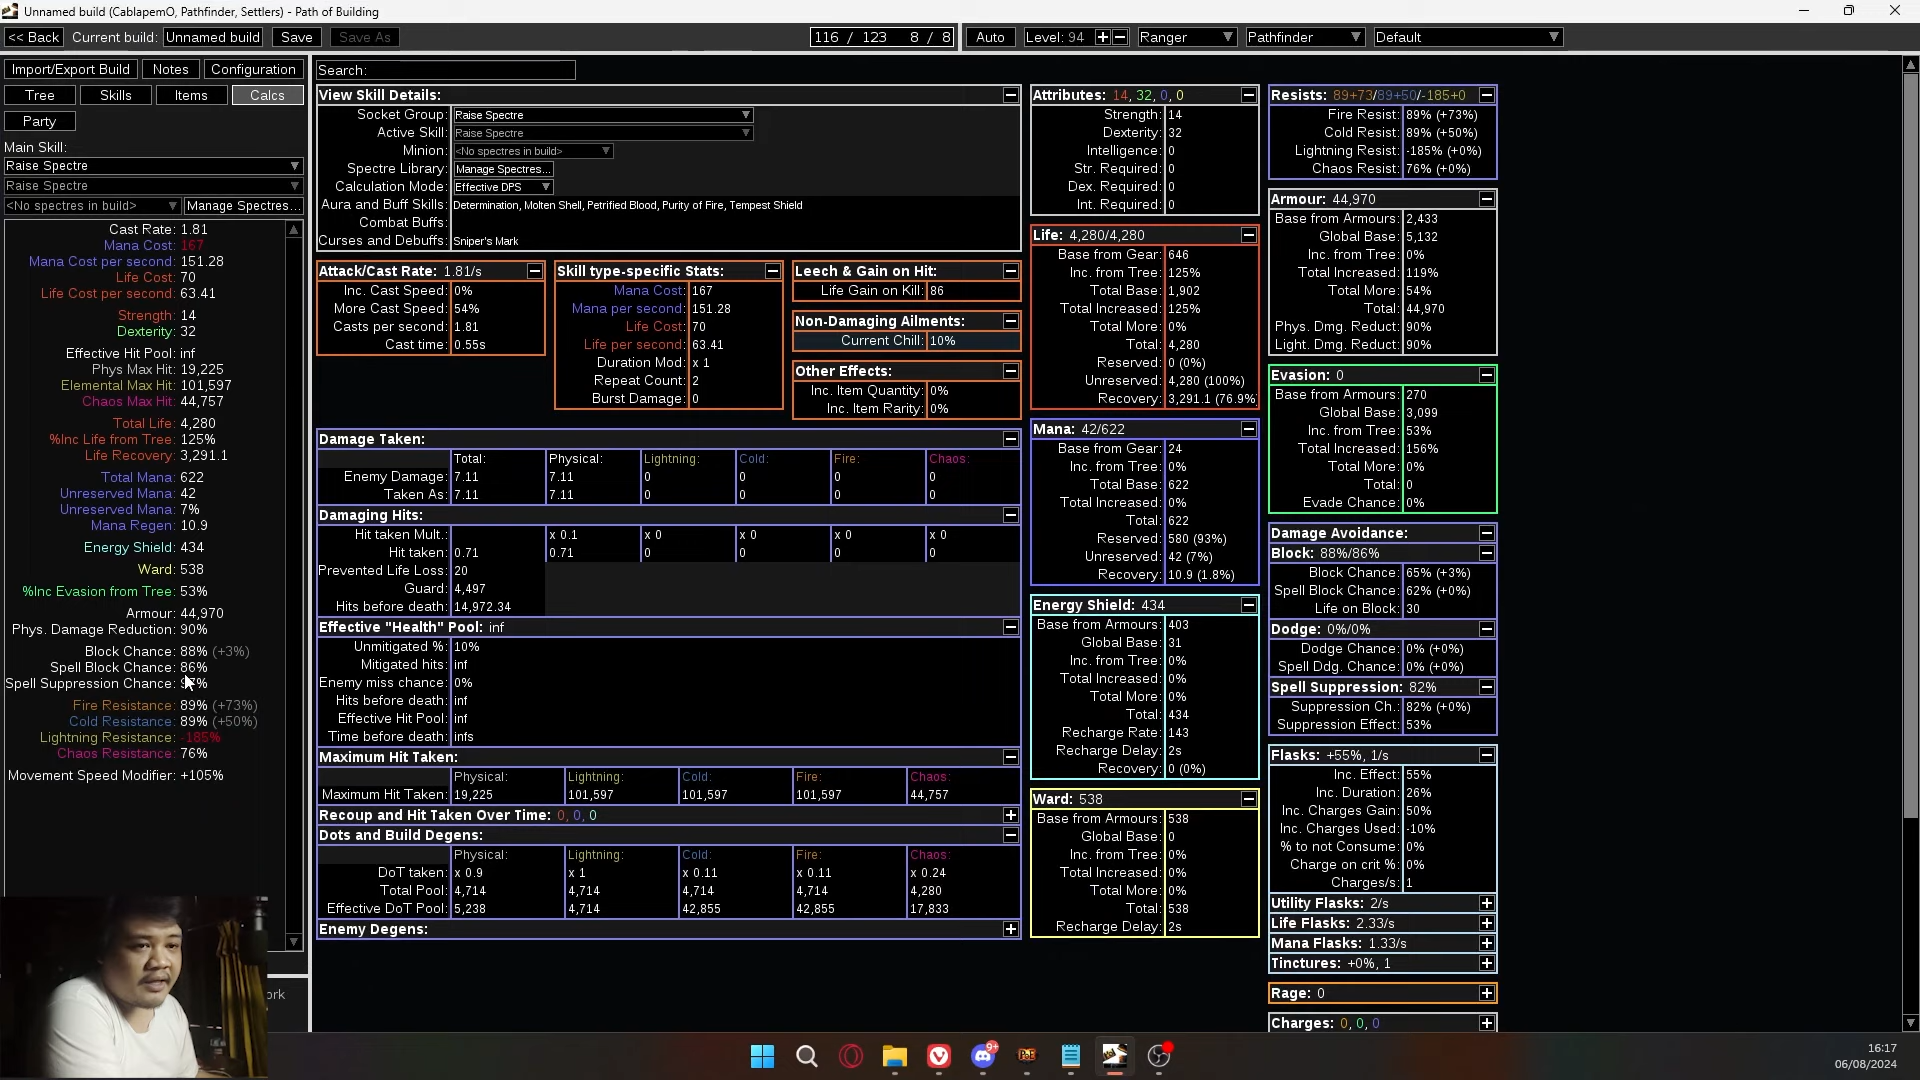 Unnamed build (CablapemO, Pathfinder, Settlers) - Path of Building
<< Back Current build: Unnamed build Save Save As 116 / 123 8 / 8 Auto Level: 94 Ranger Pathfinder Default
Import/Export Build Notes Configuration
Tree Skills Items Calcs
Party
Main Skill:
Raise Spectre
Raise Spectre
<No spectres in build> Manage Spectres...
Cast Rate: 1.81
Mana Cost: 167
Mana Cost per second: 151.28
Life Cost: 70
Life Cost per second: 63.41
Strength: 14
Dexterity: 32
Effective Hit Pool: inf
Phys Max Hit: 19,225
Elemental Max Hit: 101,597
Chaos Max Hit: 44,757
Total Life: 4,280
%Inc Life from Tree: 125%
Life Recovery: 3,291.1
Total Mana: 622
Unreserved Mana: 42
Unreserved Mana: 7%
Mana Regen: 10.9
Energy Shield: 434
Ward: 538
%Inc Evasion from Tree: 53%
Armour: 44,970
Phys. Damage Reduction: 90%
Block Chance: 88% (+3%)
Spell Block Chance: 86%
Spell Suppression Chance:
Fire Resistance: 89% (+73%)
Cold Resistance: 89% (+50%)
Lightning Resistance: -185%
Chaos Resistance: 76%
Movement Speed Modifier: +105%
Search:
View Skill Details:
Socket Group: Raise Spectre
Active Skill: Raise Spectre
Minion: <No spectres in build>
Spectre Library: Manage Spectres...
Calculation Mode: Effective DPS
Aura and Buff Skills: Determination, Molten Shell, Petrified Blood, Purity of Fire, Tempest Shield
Combat Buffs:
Curses and Debuffs: Sniper's Mark
Attack/Cast Rate: 1.81/s
Inc. Cast Speed: 0%
More Cast Speed: 54%
Casts per second: 1.81
Cast time: 0.55s
Skill type-specific Stats:
Mana Cost: 167
Mana per second: 151.28
Life Cost: 70
Life per second: 63.41
Duration Mod: x 1
Repeat Count: 2
Burst Damage: 0
Leech & Gain on Hit:
Life Gain on Kill: 86
Non-Damaging Ailments:
Current Chill: 10%
Other Effects:
Inc. Item Quantity: 0%
Inc. Item Rarity: 0%
Damage Taken:
Total: Physical: Lightning: Cold: Fire: Chaos:
Enemy Damage: 7.11 7.11 0 0 0 0
Taken As: 7.11 7.11 0 0 0 0
Damaging Hits:
Hit taken Mult.: x 0.1 x 0 x 0 x 0 x 0
Hit taken: 0.71 0.71 0 0 0 0
Prevented Life Loss: 20
Guard: 4,497
Hits before death: 14,972.34
Effective "Health" Pool: inf
Unmitigated %: 10%
Mitigated hits: inf
Enemy miss chance: 0%
Hits before death: inf
Effective Hit Pool: inf
Time before death: infs
Maximum Hit Taken:
Physical: Lightning: Cold: Fire: Chaos:
Maximum Hit Taken: 19,225 101,597 101,597 101,597 44,757
Recoup and Hit Taken Over Time: 0, 0, 0
Dots and Build Degens:
Physical: Lightning: Cold: Fire: Chaos:
DoT taken: x 0.9 x 1 x 0.11 x 0.11 x 0.24
Total Pool: 4,714 4,714 4,714 4,714 4,280
Effective DoT Pool: 5,238 4,714 42,855 42,855 17,833
Enemy Degens:
Attributes: 14, 32, 0, 0
Strength: 14
Dexterity: 32
Intelligence: 0
Str. Required: 0
Dex. Required: 0
Int. Required: 0
Life: 4,280/4,280
Base from Gear: 646
Inc. from Tree: 125%
Total Base: 1,902
Total Increased: 125%
Total More: 0%
Total: 4,280
Reserved: 0 (0%)
Unreserved: 4,280 (100%)
Recovery: 3,291.1 (76.9%
Mana: 42/622
Base from Gear: 24
Inc. from Tree: 0%
Total Base: 622
Total Increased: 0%
Total More: 0%
Total: 622
Reserved: 580 (93%)
Unreserved: 42 (7%)
Recovery: 10.9 (1.8%)
Energy Shield: 434
Base from Armours: 403
Global Base: 31
Inc. from Tree: 0%
Total Increased: 0%
Total More: 0%
Total: 434
Recharge Rate: 143
Recharge Delay: 2s
Recovery: 0 (0%)
Ward: 538
Base from Armours: 538
Global Base: 0
Inc. from Tree: 0%
Total Increased: 0%
Total More: 0%
Total: 538
Recharge Delay: 2s
Resists: 89+73/89+50/-185+0
Fire Resist: 89% (+73%)
Cold Resist: 89% (+50%)
Lightning Resist: -185% (+0%)
Chaos Resist: 76% (+0%)
Armour: 44,970
Base from Armours: 2,433
Global Base: 5,132
Inc. from Tree: 0%
Total Increased: 119%
Total More: 54%
Total: 44,970
Phys. Dmg. Reduct: 90%
Light. Dmg. Reduct: 90%
Evasion: 0
Base from Armours: 270
Global Base: 3,099
Inc. from Tree: 53%
Total Increased: 156%
Total More: 0%
Total: 0
Evade Chance: 0%
Damage Avoidance:
Block: 88%/86%
Block Chance: 65% (+3%)
Spell Block Chance: 62% (+0%)
Life on Block: 30
Dodge: 0%/0%
Dodge Chance: 0% (+0%)
Spell Ddg. Chance: 0% (+0%)
Spell Suppression: 82%
Suppression Ch.: 82% (+0%)
Suppression Effect: 53%
Flasks: +55%, 1/s
Inc. Effect: 55%
Inc. Duration: 26%
Inc. Charges Gain: 50%
Inc. Charges Used: -10%
% to not Consume: 0%
Charge on crit %: 0%
Charges/s: 1
Utility Flasks: 2/s
Life Flasks: 2.33/s
Mana Flasks: 1.33/s
Tinctures: +0%, 1
Rage: 0
Charges: 0, 0, 0
ork
9+
PoE
16:17
06/08/2024